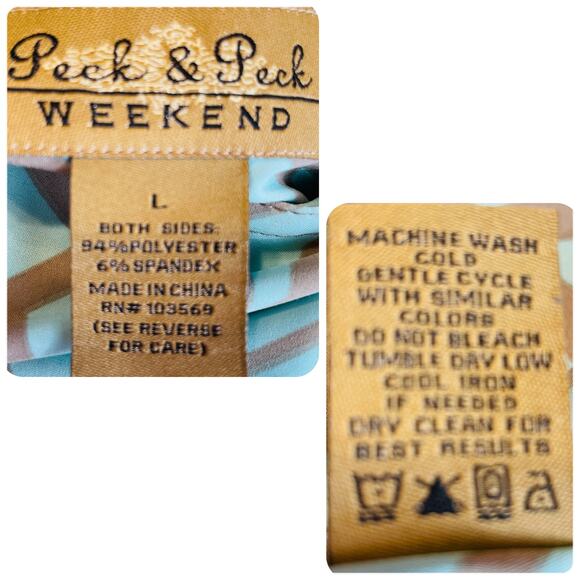 Peck & Peck
WEEKEND
L
BOTH SIDES:
94%POLYESTER
6%SPANDEX
MADE IN CHINA
RN# 103569
(SEE REVERSE
FOR CARE)
MACHINE WASH
COLD
GENTLE CYCLE
WITH SIMILAR
COLORS
DO NOT BLEACH
TUMBLE DRY LOW
COOL IRON
IF NEEDED
DRY CLEAN FOR
BEST RESULTS